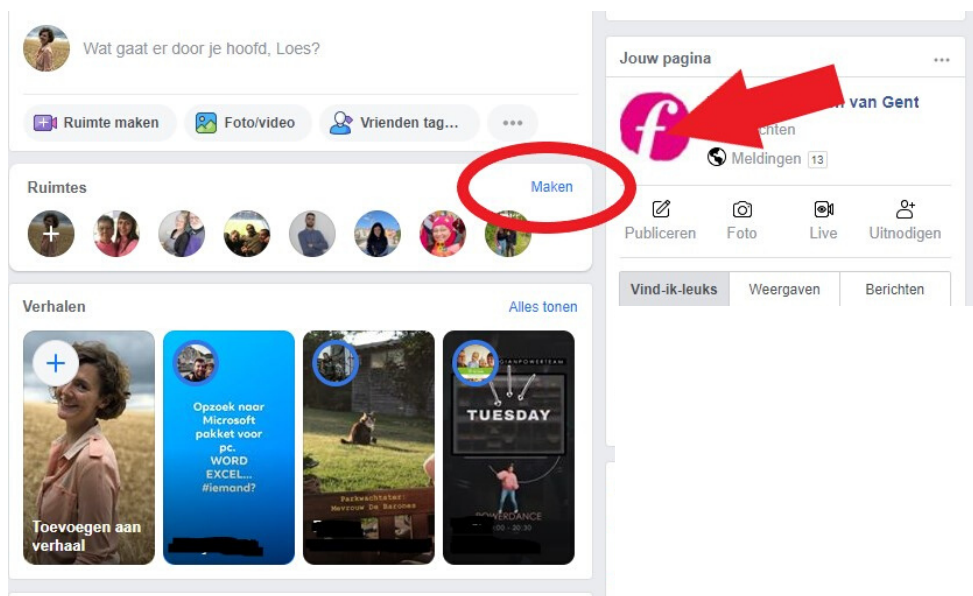 Wat gaat er door je hoofd, Loes?
Ruimte maken
Foto/video
Vrienden tag...
Ruimtes
Maken
Verhalen
Alles tonen
Toevoegen aan
verhaal
Opzoek naar
Microsoft
pakket voor
pc.
WORD
EXCEL...
#iemand?
Parkwachtster:
Mevrouw De Barones
TUESDAY
POWERDANCE
Jouw pagina
van Gent
Meldingen 13
Publiceren
Foto
Live
Uitnodigen
Vind-ik-leuks
Weergaven
Berichten